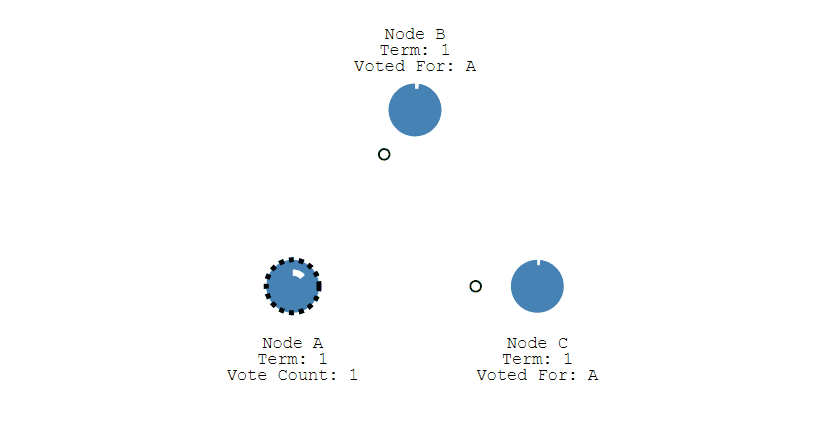 Node B
Term: 1
Voted For: A
Node A
Term: 1
Vote Count: 1
Node C
Term: 1
Voted For: A